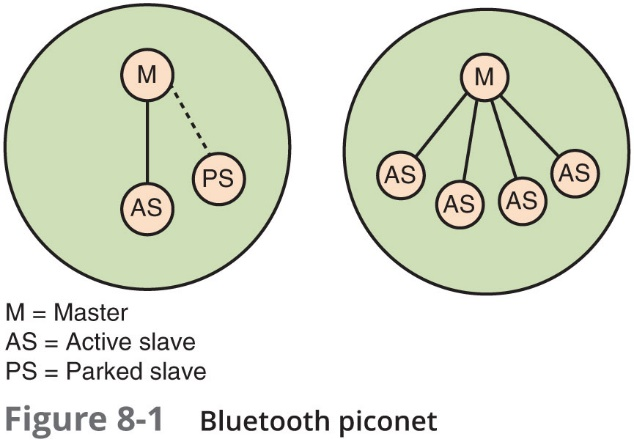 M
PS
AS
M
AS
AS
AS
AS
M = Master
AS = Active slave
PS = Parked slave
Figure 8-1 Bluetooth piconet